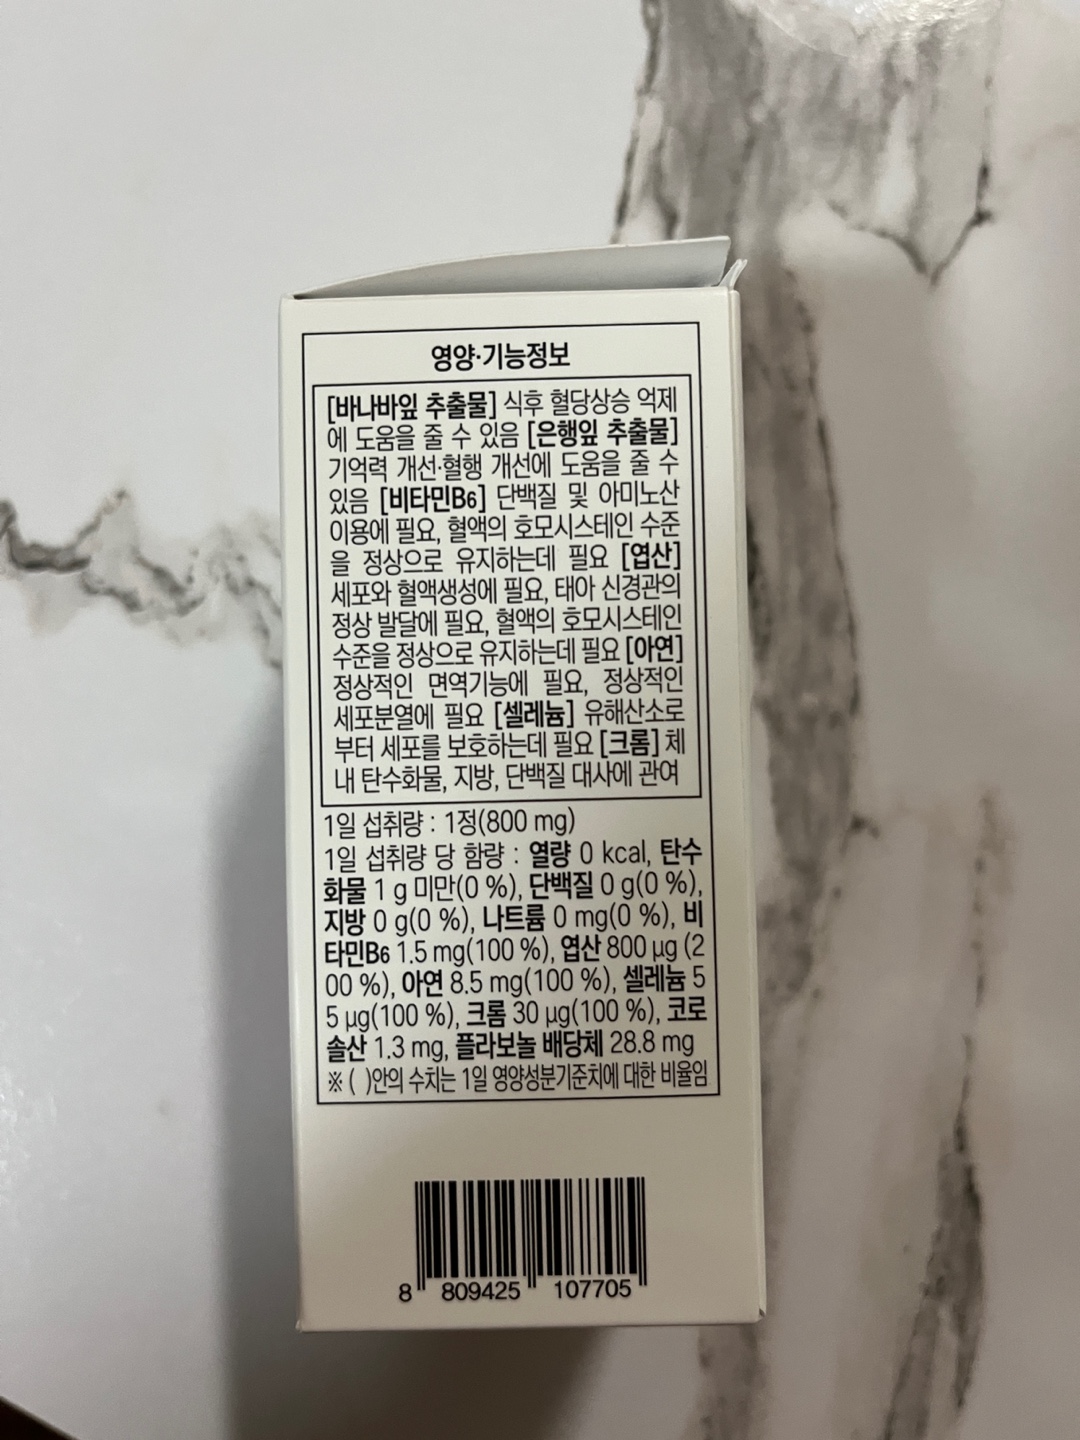 영양·기능정보
[바나바잎 추출물] 식후 혈당상승 억제
에 도움을 줄 수 있음 [은행잎 추출물]
기억력 개선·혈행 개선에 도움을 줄 수
있음 [비타민B6] 단백질 및 아미노산
이용에 필요, 혈액의 호모시스테인 수준
을 정상으로 유지하는데 필요 [엽산]
세포와 혈액생성에 필요, 태아 신경관의
정상 발달에 필요, 혈액의 호모시스테인
수준을 정상으로 유지하는데 필요 [아연]
정상적인 면역기능에 필요, 정상적인
세포분열에 필요 [셀레늄] 유해산소로
부터 세포를 보호하는데 필요 [크롬] 체
내 탄수화물, 지방, 단백질 대사에 관여
1일 섭취량 : 1정(800 mg)
1일 섭취량 당 함량 : 열량 0 kcal, 탄수
화물 1 g 미만(0 %), 단백질 0 g(0 %),
지방 0 g(0 %), 나트륨 0 mg(0 %), 비
타민B6 1.5 mg(100 %), 엽산 800 μg (2
00 %), 아연 8.5 mg(100 %), 셀레늄 5
5 μg(100 %), 크롬 30 μg(100 %), 코로
솔산 1.3 mg, 플라보놀 배당체 28.8 mg
※ ( )안의 수치는 1일 영양성분기준치에 대한 비율임
8 809425 107705